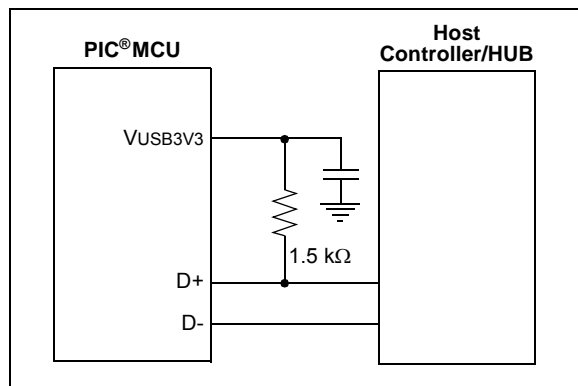 PIC®MCU
Host
Controller/HUB
VUSB3V3
1.5 kΩ
D+
D-